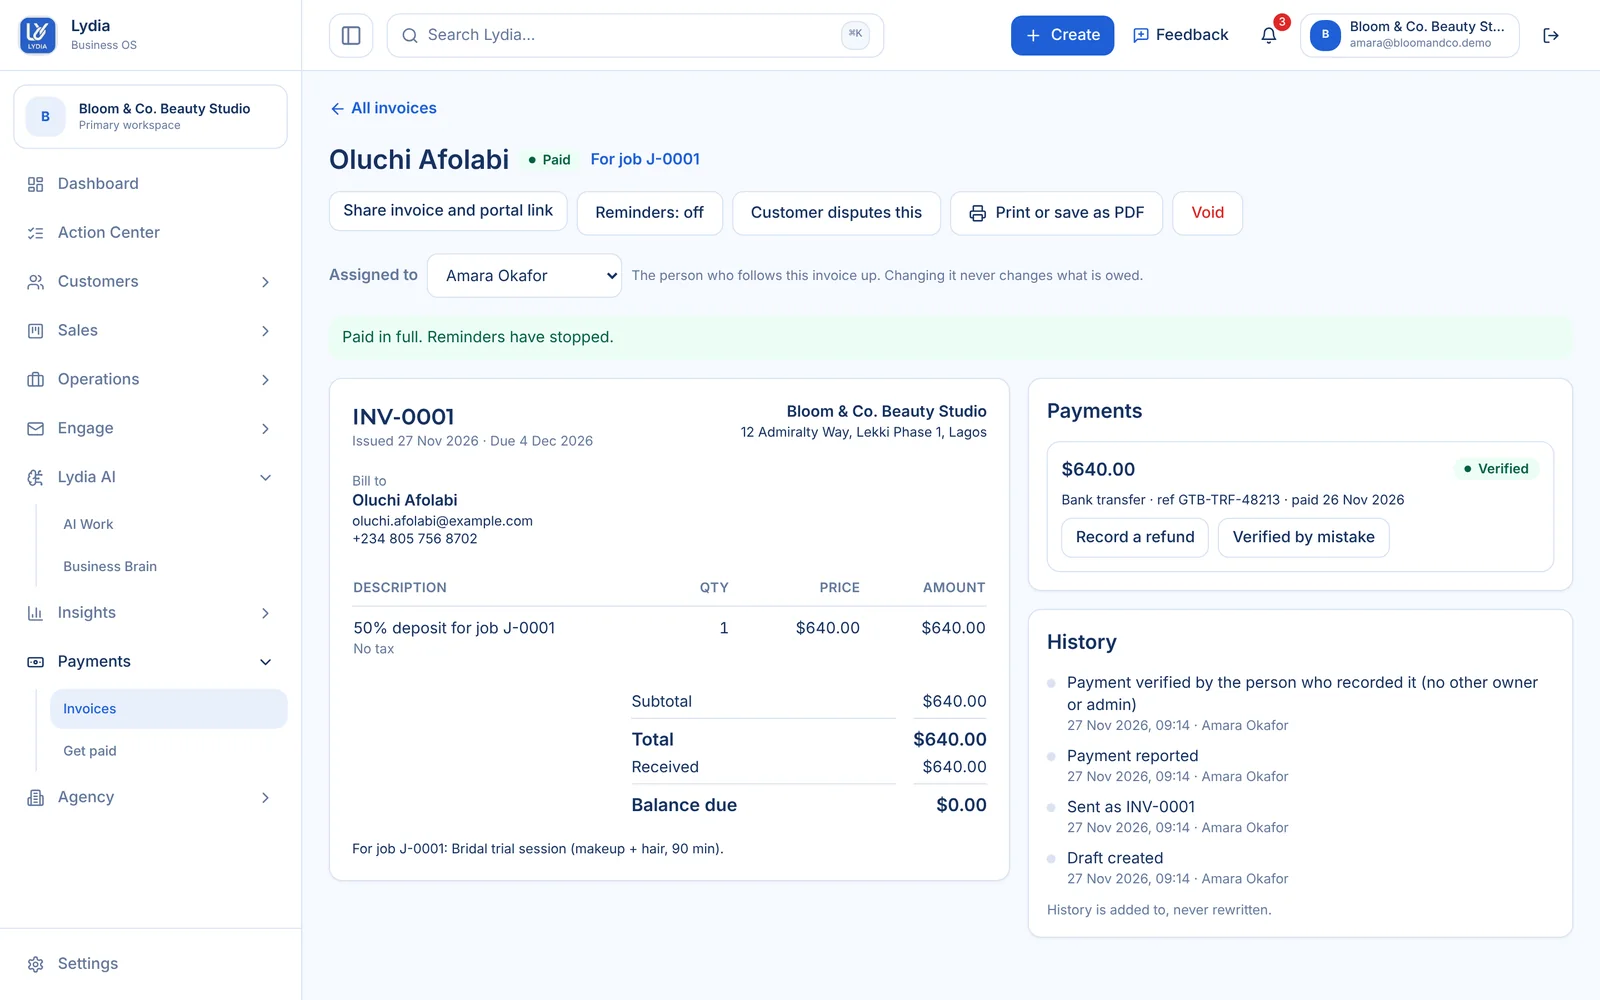 LYDIA
Lydia
Business OS
Search Lydia...
⌘K
Create
Feedback
3
B
Bloom & Co. Beauty St...
amara@bloomandco.demo
B
Bloom & Co. Beauty Studio
Primary workspace
Dashboard
Action Center
Customers
Sales
Operations
Engage
Lydia AI
AI Work
Business Brain
Insights
Payments
Invoices
Get paid
Agency
Settings
All invoices
Oluchi Afolabi
Paid
For job J-0001
Share invoice and portal link
Reminders: off
Customer disputes this
Print or save as PDF
Void
Assigned to
Amara Okafor
The person who follows this invoice up. Changing it never changes what is owed.
Paid in full. Reminders have stopped.
INV-0001
Issued 27 Nov 2026 · Due 4 Dec 2026
Bloom & Co. Beauty Studio
12 Admiralty Way, Lekki Phase 1, Lagos
Bill to
Oluchi Afolabi
oluchi.afolabi@example.com
+234 805 756 8702
DESCRIPTION QTY PRICE AMOUNT
50% deposit for job J-0001 1 $640.00 $640.00
No tax
Subtotal $640.00
Total $640.00
Received $640.00
Balance due $0.00
For job J-0001: Bridal trial session (makeup + hair, 90 min).
Payments
$640.00
Verified
Bank transfer · ref GTB-TRF-48213 · paid 26 Nov 2026
Record a refund
Verified by mistake
History
Payment verified by the person who recorded it (no other owner
or admin)
27 Nov 2026, 09:14 · Amara Okafor
Payment reported
27 Nov 2026, 09:14 · Amara Okafor
Sent as INV-0001
27 Nov 2026, 09:14 · Amara Okafor
Draft created
27 Nov 2026, 09:14 · Amara Okafor
History is added to, never rewritten.